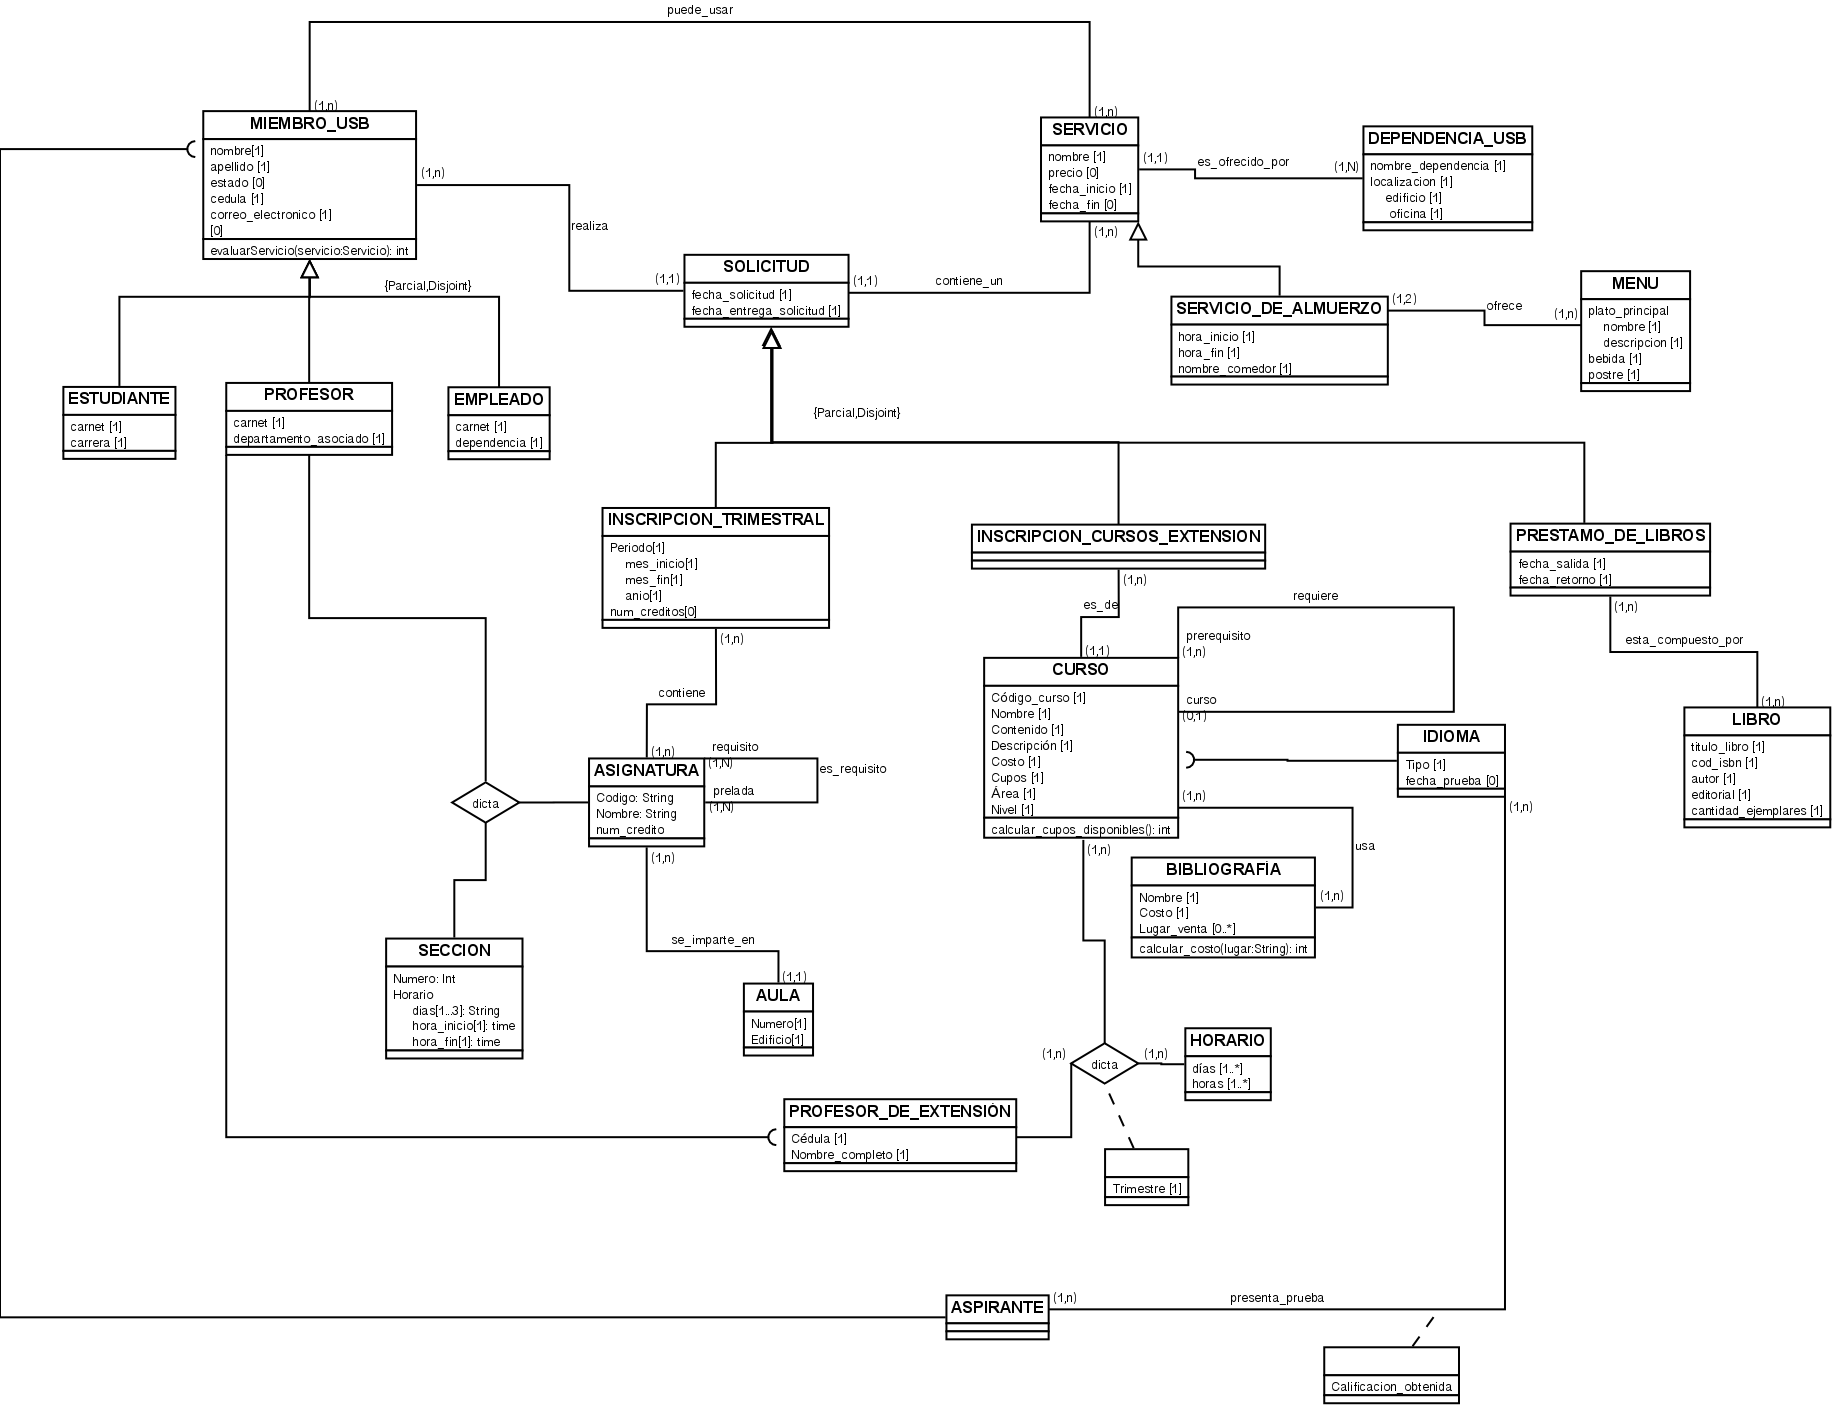 puede_usar
(1,n)
(1,n)
MIEMBRO_USB
nombre[1]
apellido [1]
estado [0]
cedula [1]
correo_electronico [1]
[0]
evaluarServicio(servicio:Servicio): int
(1,n)
realiza
(1,1)
SERVICIO
nombre [1]
precio [0]
fecha_inicio [1]
fecha_fin [0]
(1,1)
es_ofrecido_por
(1,N)
DEPENDENCIA_USB
nombre_dependencia [1]
localizacion [1]
edificio [1]
oficina [1]
(1,n)
SOLICITUD
fecha_solicitud [1]
fecha_entrega_solicitud [1]
(1,1)
contiene_un
{Parcial,Disjoint}
SERVICIO_DE_ALMUERZO
hora_inicio [1]
hora_fin [1]
nombre_comedor [1]
(1,2)
ofrece
(1,n)
MENU
plato_principal
nombre [1]
descripcion [1]
bebida [1]
postre [1]
ESTUDIANTE
carnet [1]
carrera [1]
PROFESOR
carnet [1]
departamento_asociado [1]
EMPLEADO
carnet [1]
dependencia [1]
{Parcial,Disjoint}
INSCRIPCION_TRIMESTRAL
Periodo[1]
mes_inicio[1]
mes_fin[1]
anio[1]
num_creditos[0]
(1,n)
contiene
(1,n)
INSCRIPCION_CURSOS_EXTENSION
(1,n)
es_de
(1,1)
PRESTAMO_DE_LIBROS
fecha_salida [1]
fecha_retorno [1]
(1,n)
esta_compuesto_por
(1,n)
requiere
prerequisito
(1,n)
curso
(0,1)
CURSO
Código_curso [1]
Nombre [1]
Contenido [1]
Descripción [1]
Costo [1]
Cupos [1]
Área [1]
Nivel [1]
calcular_cupos_disponibles(): int
(1,n)
(1,n)
LIBRO
titulo_libro [1]
cod_isbn [1]
autor [1]
editorial [1]
cantidad_ejemplares [1]
IDIOMA
Tipo [1]
fecha_prueba [0]
(1,n)
requisito
(1,N)
es_requisito
prelada
(1,N)
ASIGNATURA
Codigo: String
Nombre: String
num_credito
(1,n)
dicta
usa
(1,n)
BIBLIOGRAFÍA
Nombre [1]
Costo [1]
Lugar_venta [0..*]
calcular_costo(lugar:String): int
SECCION
Numero: Int
Horario
dias[1...3]: String
hora_inicio[1]: time
hora_fin[1]: time
se_imparte_en
(1,1)
AULA
Numero[1]
Edificio[1]
(1,n)
dicta
(1,n)
HORARIO
días [1..*]
horas [1..*]
PROFESOR_DE_EXTENSIÓN
Cédula [1]
Nombre_completo [1]
Trimestre [1]
ASPIRANTE
(1,n)
presenta_prueba
Calificacion_obtenida